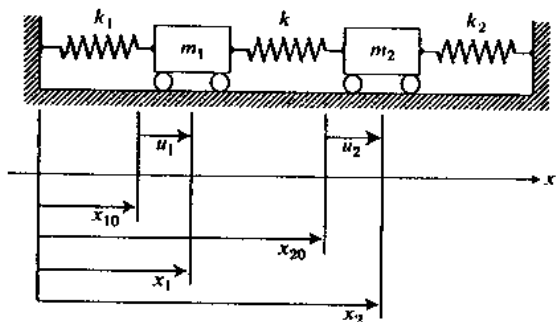 k₁ k k₂
m₁ m₂
u₁ u₂
x
x₁₀
x₂₀
x₁
x₂